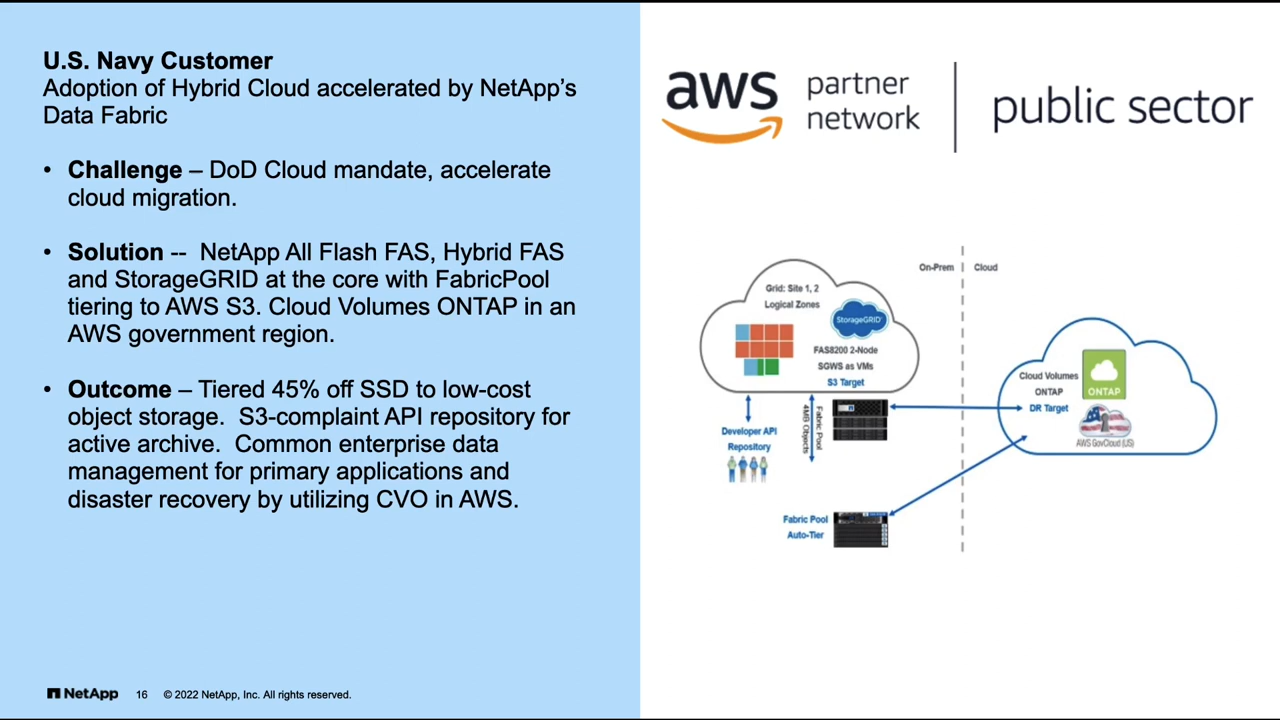 U.S. Navy Customer
Adoption of Hybrid Cloud accelerated by NetApp's
Data Fabric
• Challenge – DoD Cloud mandate, accelerate
cloud migration.
• Solution -- NetApp All Flash FAS, Hybrid FAS
and StorageGRID at the core with FabricPool
tiering to AWS S3. Cloud Volumes ONTAP in an
AWS government region.
• Outcome – Tiered 45% off SSD to low-cost
object storage. S3-complaint API repository for
active archive. Common enterprise data
management for primary applications and
disaster recovery by utilizing CVO in AWS.
NetApp 16 © 2022 NetApp, Inc. All rights reserved.
aws partner
network
public sector
On-Prem Cloud
Grid: Site 1, 2
Logical Zones
StorageGRID
FAS8200 2-Node
SGWS as VMs
S3 Target
Developer API
Repository
Fabric Pool
4MB Objects
Fabric Pool
Auto-Tier
Cloud Volumes
ONTAP
DR Target
ONTAP
AWS GovCloud (US)